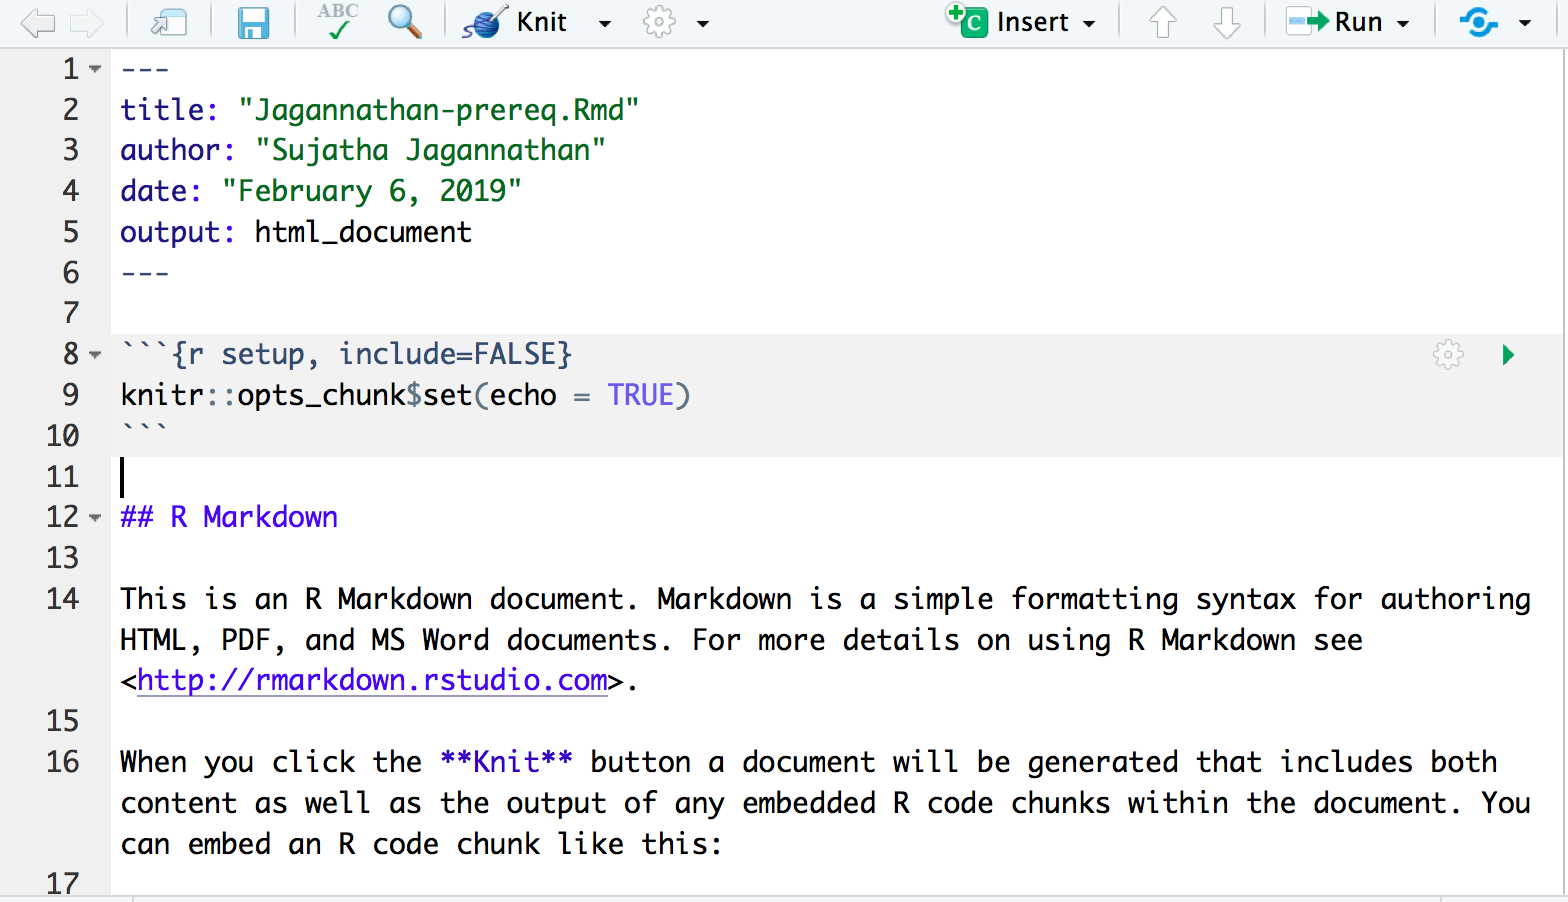 ABC Knit Insert Run
1 ---
2 title: "Jagannathan-prereq.Rmd"
3 author: "Sujatha Jagannathan"
4 date: "February 6, 2019"
5 output: html_document
6 ---
7
8 ```{r setup, include=FALSE}
9 knitr::opts_chunk$set(echo = TRUE)
10 ```
11
12 ## R Markdown
13
14 This is an R Markdown document. Markdown is a simple formatting syntax for authoring
HTML, PDF, and MS Word documents. For more details on using R Markdown see
<http://rmarkdown.rstudio.com>.
15
16 When you click the **Knit** button a document will be generated that includes both
content as well as the output of any embedded R code chunks within the document. You
can embed an R code chunk like this:
17